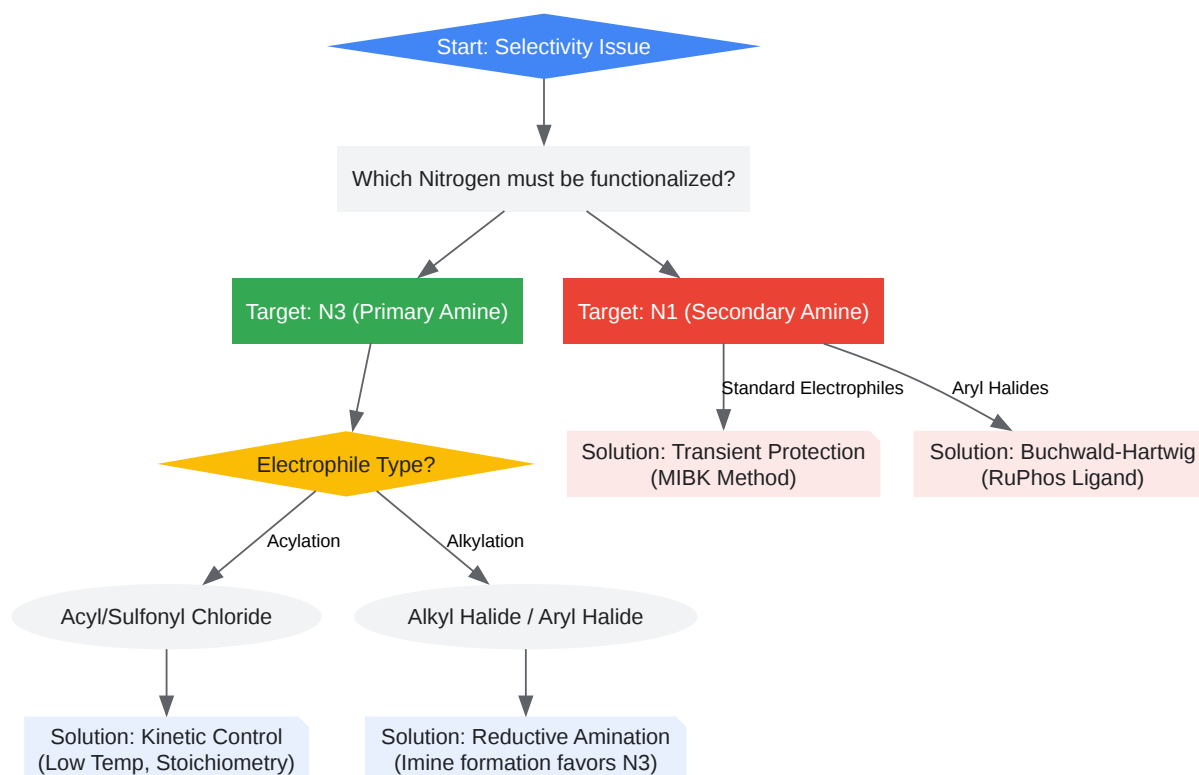 Start: Selectivity Issue
Which Nitrogen must be functionalized?
Target: N3 (Primary Amine)
Target: N1 (Secondary Amine)
Standard Electrophiles
Aryl Halides
Solution: Transient Protection
(MIBK Method)
Solution: Buchwald-Hartwig
(RuPhos Ligand)
Electrophile Type?
Acylation
Alkylation
Acyl/Sulfonyl Chloride
Alkyl Halide / Aryl Halide
Solution: Kinetic Control
(Low Temp, Stoichiometry)
Solution: Reductive Amination
(Imine formation favors N3)